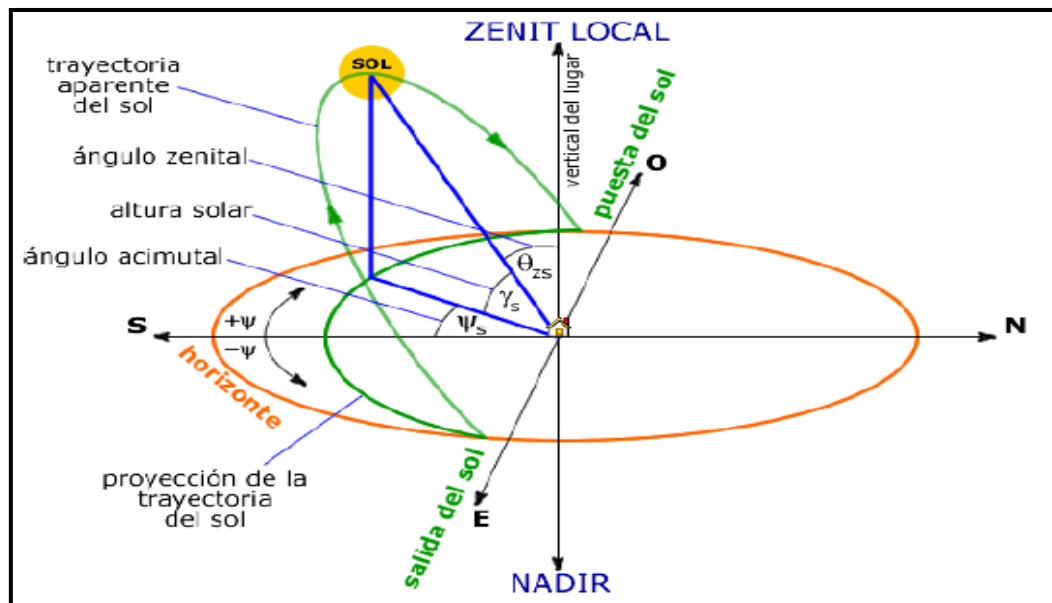 ZENIT LOCAL
SOL
trayectoria
aparente
del sol
vertical del lugar
puesta del sol
ángulo zenital
O
altura solar
ángulo acimutal
θzs
γs
ψs
S
N
+ψ
−ψ
horizonte
proyección de la
trayectoria
del sol
salida del sol
E
NADIR